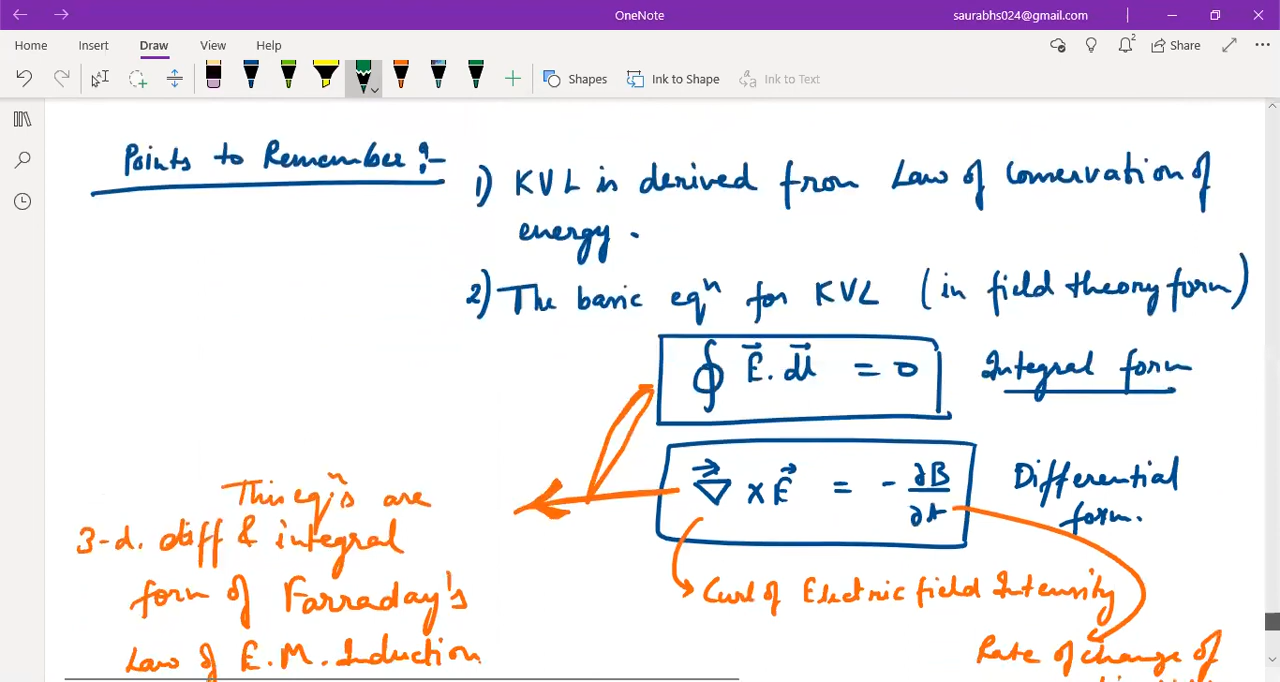 OneNote
saurabhs024@gmail.com
Home Insert Draw View Help
Share
Shapes Ink to Shape Ink to Text
Points to Remember :-
1) KVL is derived from Law of Conservation of
energy.
2) The basic eqⁿ for KVL (in field theory form)
∮ E⃗. dl⃗ = 0 Integral form
∇⃗ x E⃗ = - ∂B/∂t Differential
form.
This eqⁿs are
3-d. diff & integral
form of Farraday's
Law of E.M. Induction
Curl of Electric field Intensity
Rate of change of